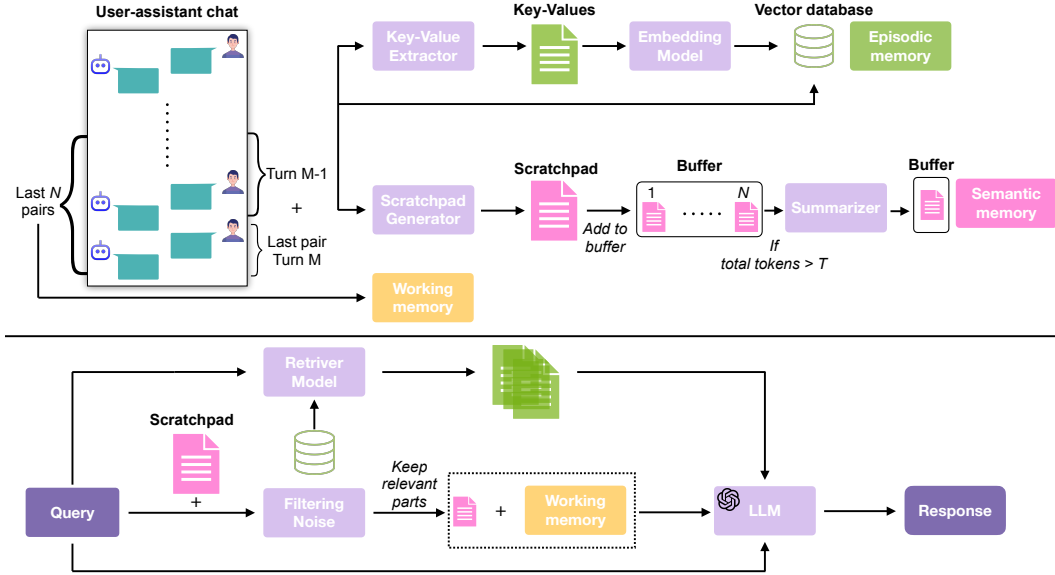 User-assistant chat
Key-Values
Vector database
Key-Value
Extractor
Embedding
Model
Episodic
memory
Last N
pairs
Turn M-1
+
Last pair
Turn M
Scratchpad
Generator
Scratchpad
Add to
buffer
Buffer
1
N
If
total tokens > T
Summarizer
Buffer
Semantic
memory
Working
memory
Retriver
Model
Scratchpad
Query
+
Filtering
Noise
Keep
relevant
parts
+
Working
memory
LLM
Response